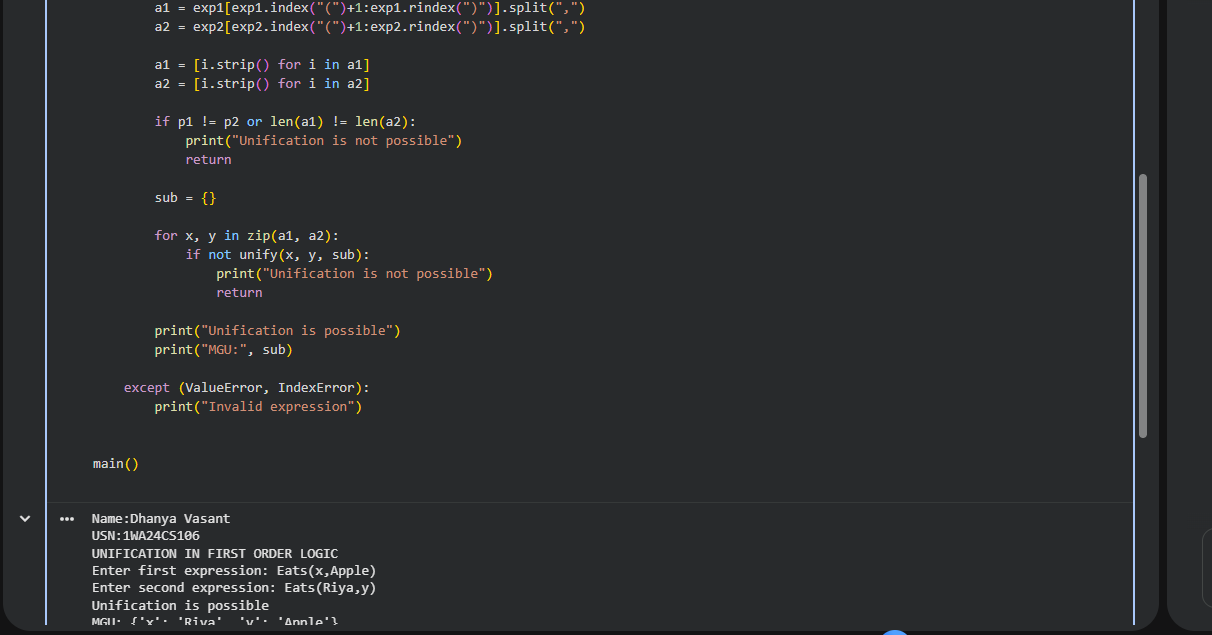 a1 = exp1[exp1.index("(")+1:exp1.rindex(")")].split(",")
a2 = exp2[exp2.index("(")+1:exp2.rindex(")")].split(",")
a1 = [i.strip() for i in a1]
a2 = [i.strip() for i in a2]
if p1 != p2 or len(a1) != len(a2):
print("Unification is not possible")
return
sub = {}
for x, y in zip(a1, a2):
if not unify(x, y, sub):
print("Unification is not possible")
return
print("Unification is possible")
print("MGU:", sub)
except (ValueError, IndexError):
print("Invalid expression")
main()
Name:Dhanya Vasant
USN:1WA24CS106
UNIFICATION IN FIRST ORDER LOGIC
Enter first expression: Eats(x,Apple)
Enter second expression: Eats(Riya,y)
Unification is possible
MGU: {'x': 'Riya', 'y': 'Apple'}